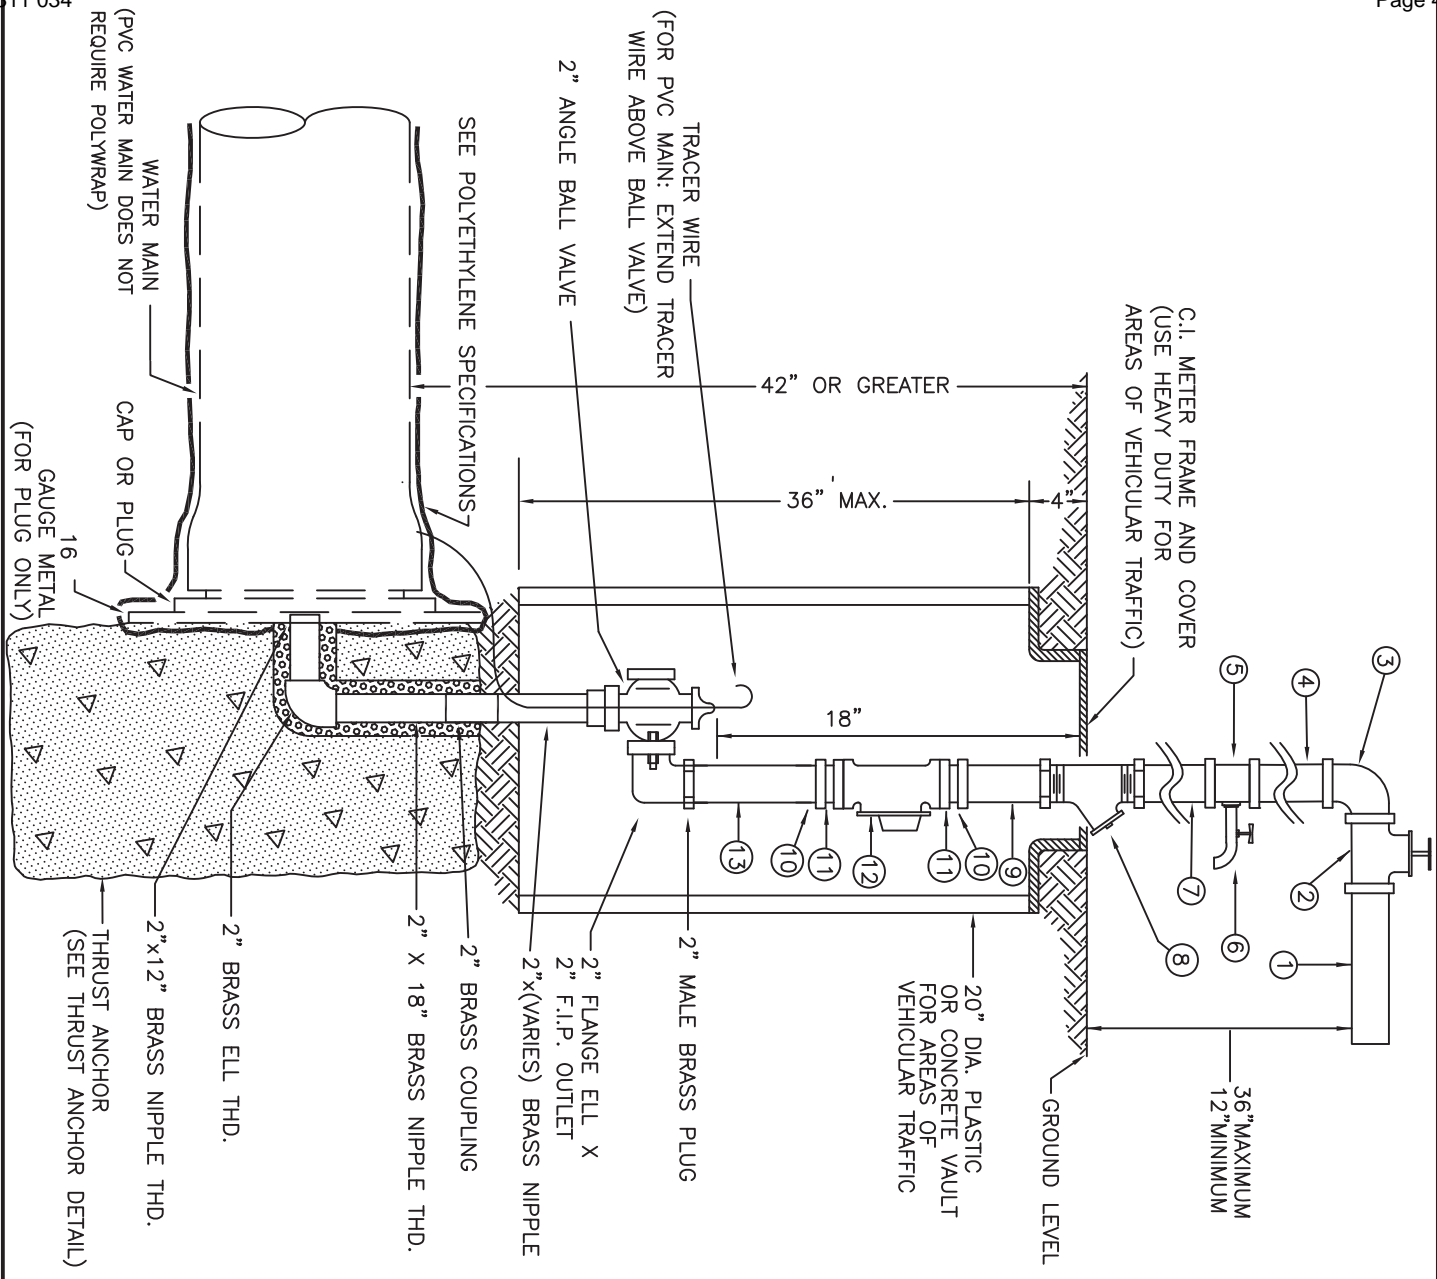 311 034
Page 4
C.I. METER FRAME AND COVER
(USE HEAVY DUTY FOR
AREAS OF VEHICULAR TRAFFIC)
TRACER WIRE
(FOR PVC MAIN: EXTEND TRACER
WIRE ABOVE BALL VALVE)
2" ANGLE BALL VALVE
SEE POLYETHYLENE SPECIFICATIONS
WATER MAIN
(PVC WATER MAIN DOES NOT
REQUIRE POLYWRAP)
CAP OR PLUG
16
GAUGE METAL
(FOR PLUG ONLY)
42" OR GREATER
36" MAX.
4"
18"
3
4
5
2
1
6
7
8
9
10
11
12
11
10
13
36"MAXIMUM
12"MINIMUM
GROUND LEVEL
20" DIA. PLASTIC
OR CONCRETE VAULT
FOR AREAS OF
VEHICULAR TRAFFIC
2" MALE BRASS PLUG
2" FLANGE ELL X
2" F.I.P. OUTLET
2"x(VARIES) BRASS NIPPLE
2" BRASS COUPLING
2" X 18" BRASS NIPPLE THD.
2" BRASS ELL THD.
2"x12" BRASS NIPPLE THD.
THRUST ANCHOR
(SEE THRUST ANCHOR DETAIL)